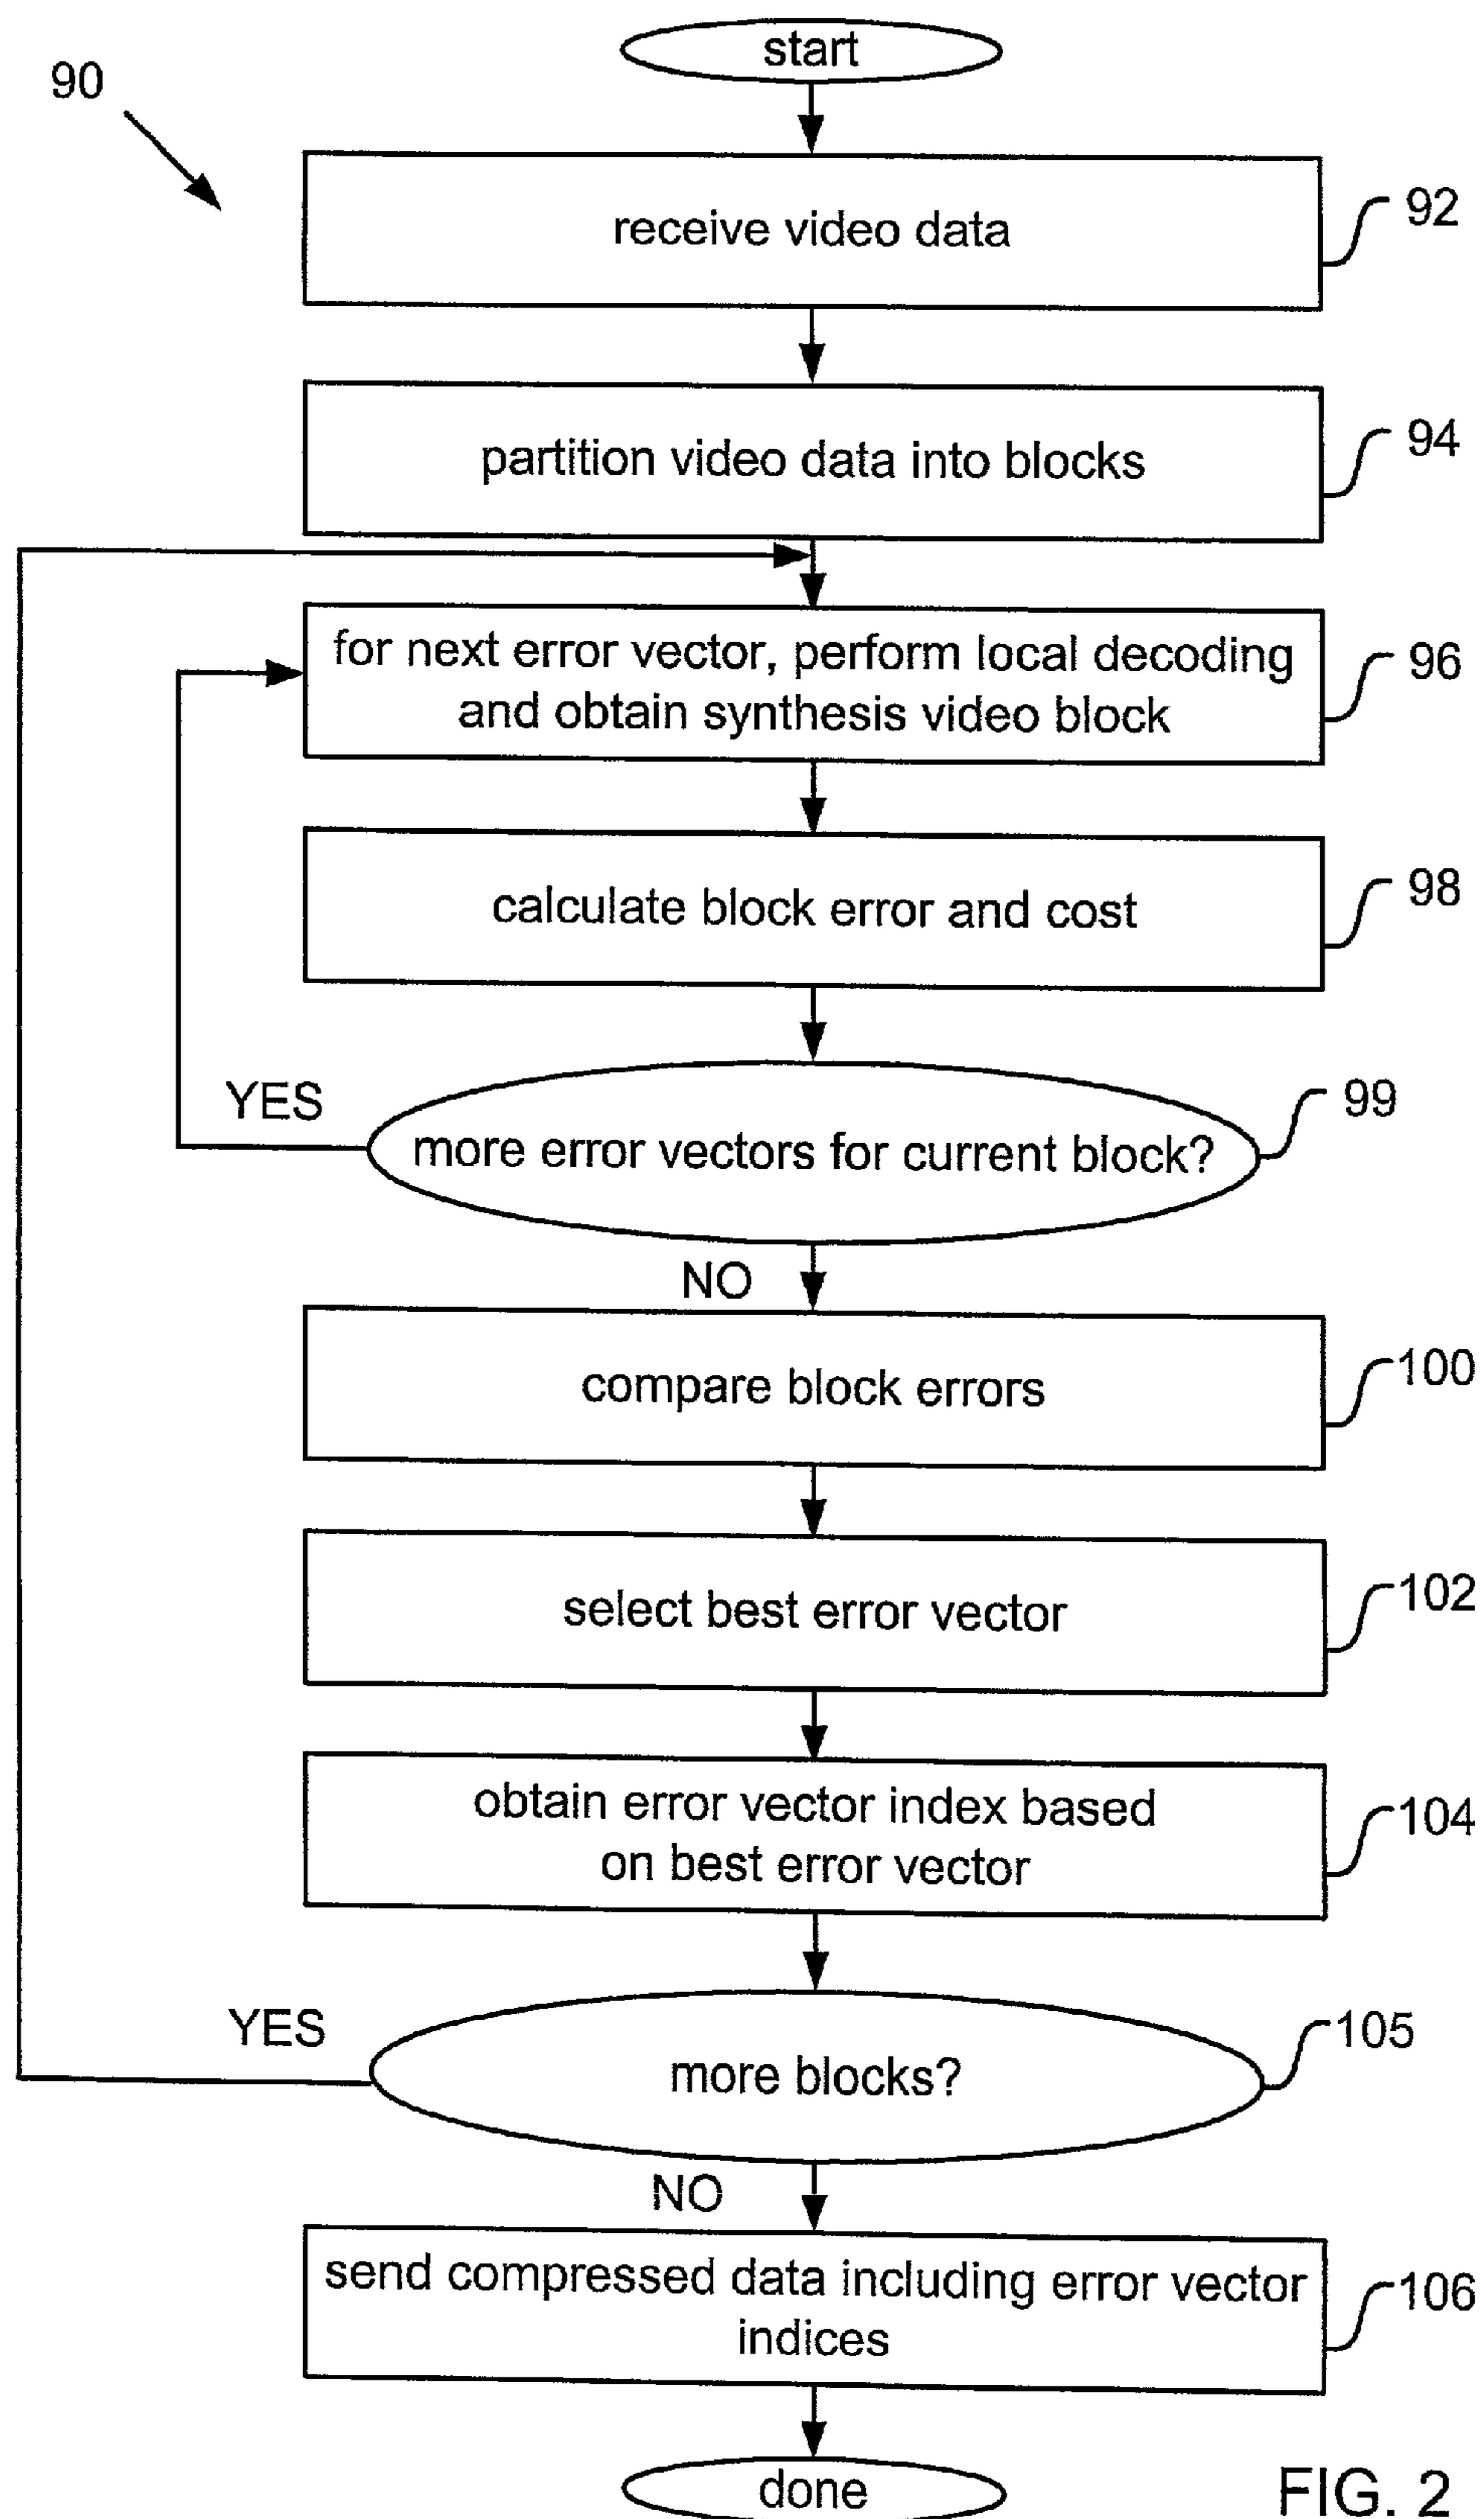 start
90
receive video data
92
partition video data into blocks
94
for next error vector, perform local decoding
and obtain synthesis video block
96
calculate block error and cost
98
YES
more error vectors for current block?
99
NO
compare block errors
100
select best error vector
102
obtain error vector index based
on best error vector
104
YES
more blocks?
105
NO
send compressed data including error vector
indices
106
done
FIG. 2